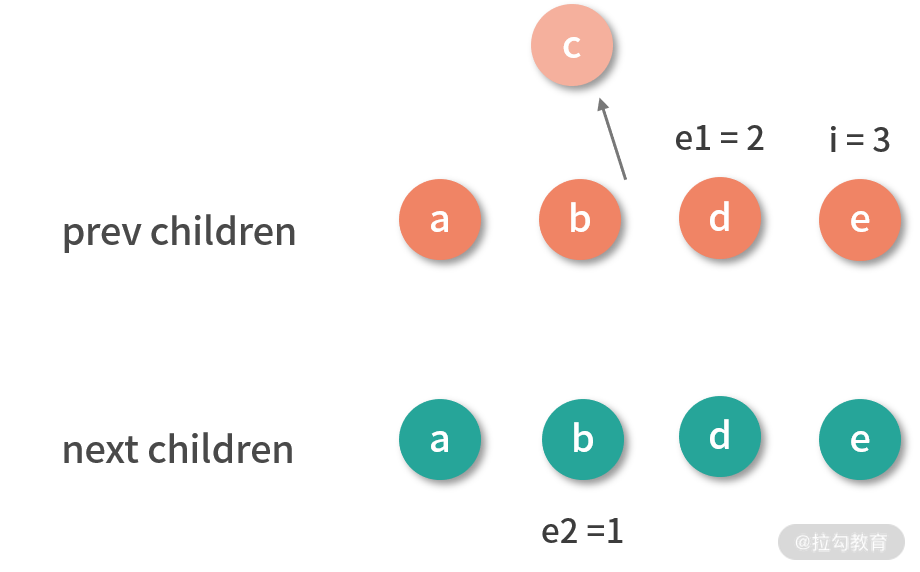 c
e1 = 2
i = 3
prev children
a
b
d
e
next children
a
b
d
e
e2 =1
@拉勾教育